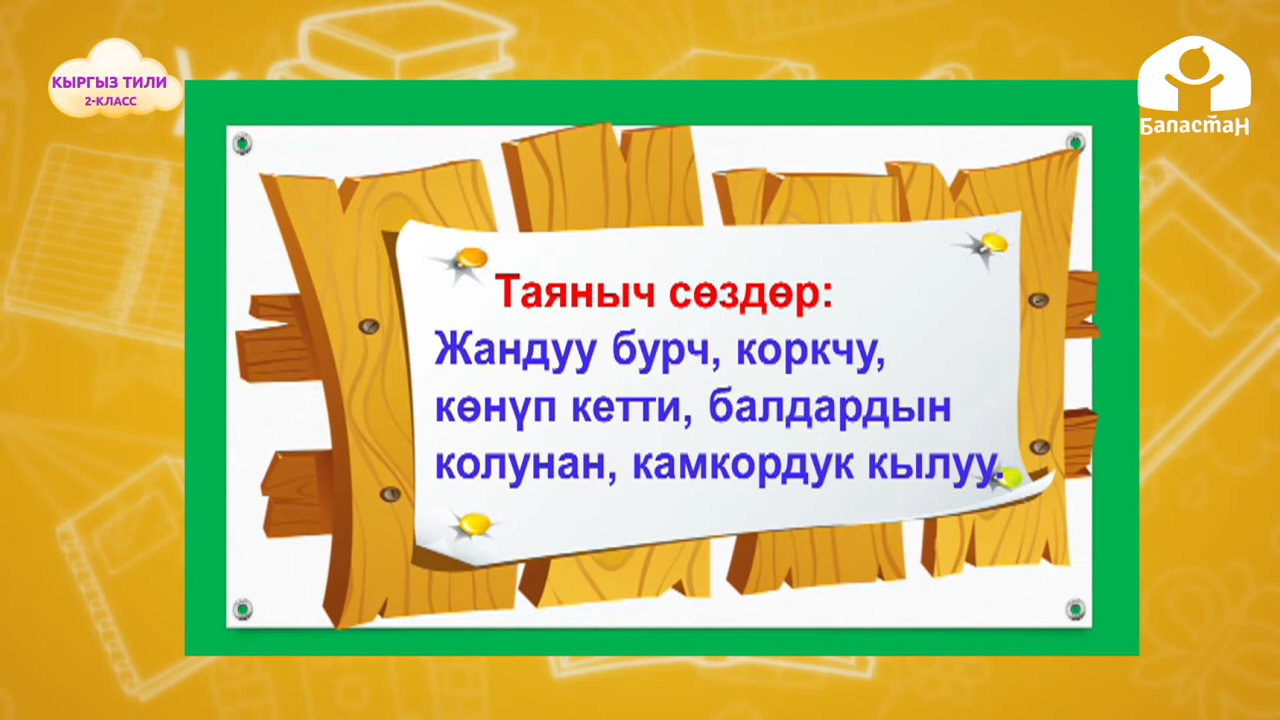 КЫРГЫЗ ТИЛИ
2-КЛАСС
Баластан
Таяныч сөздөр:
Жандуу бурч, коркчу,
көнүп кетти, балдардын
колунан, камкордук кылуу.